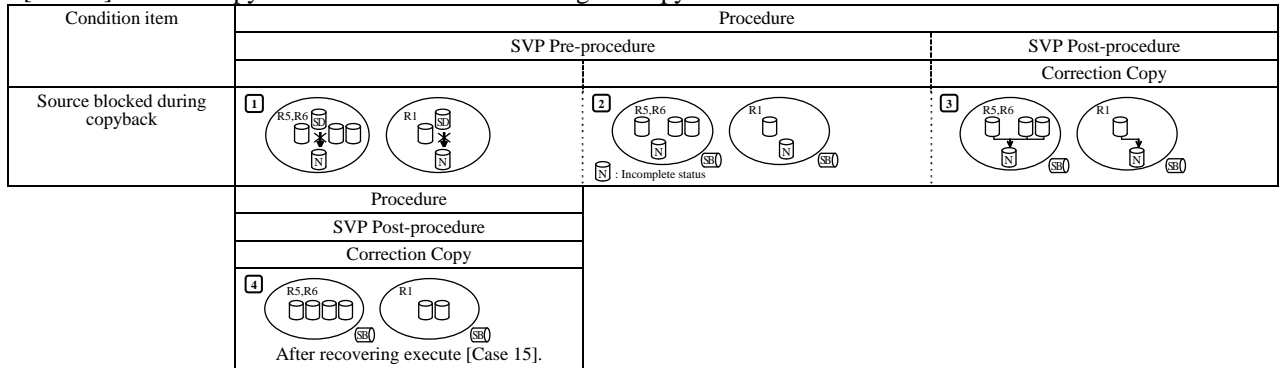 Condition item
Procedure
SVP Pre-procedure
SVP Post-procedure
Correction Copy
Source blocked during
copyback
1
R5,R6
SD
N
R1
SD
N
2
R5,R6
N
SB
R1
N
SB
N : Incomplete status
3
R5,R6
N
SB
R1
N
SB
Procedure
SVP Post-procedure
Correction Copy
4
R5,R6
SB
R1
SB
After recovering execute [Case 15].